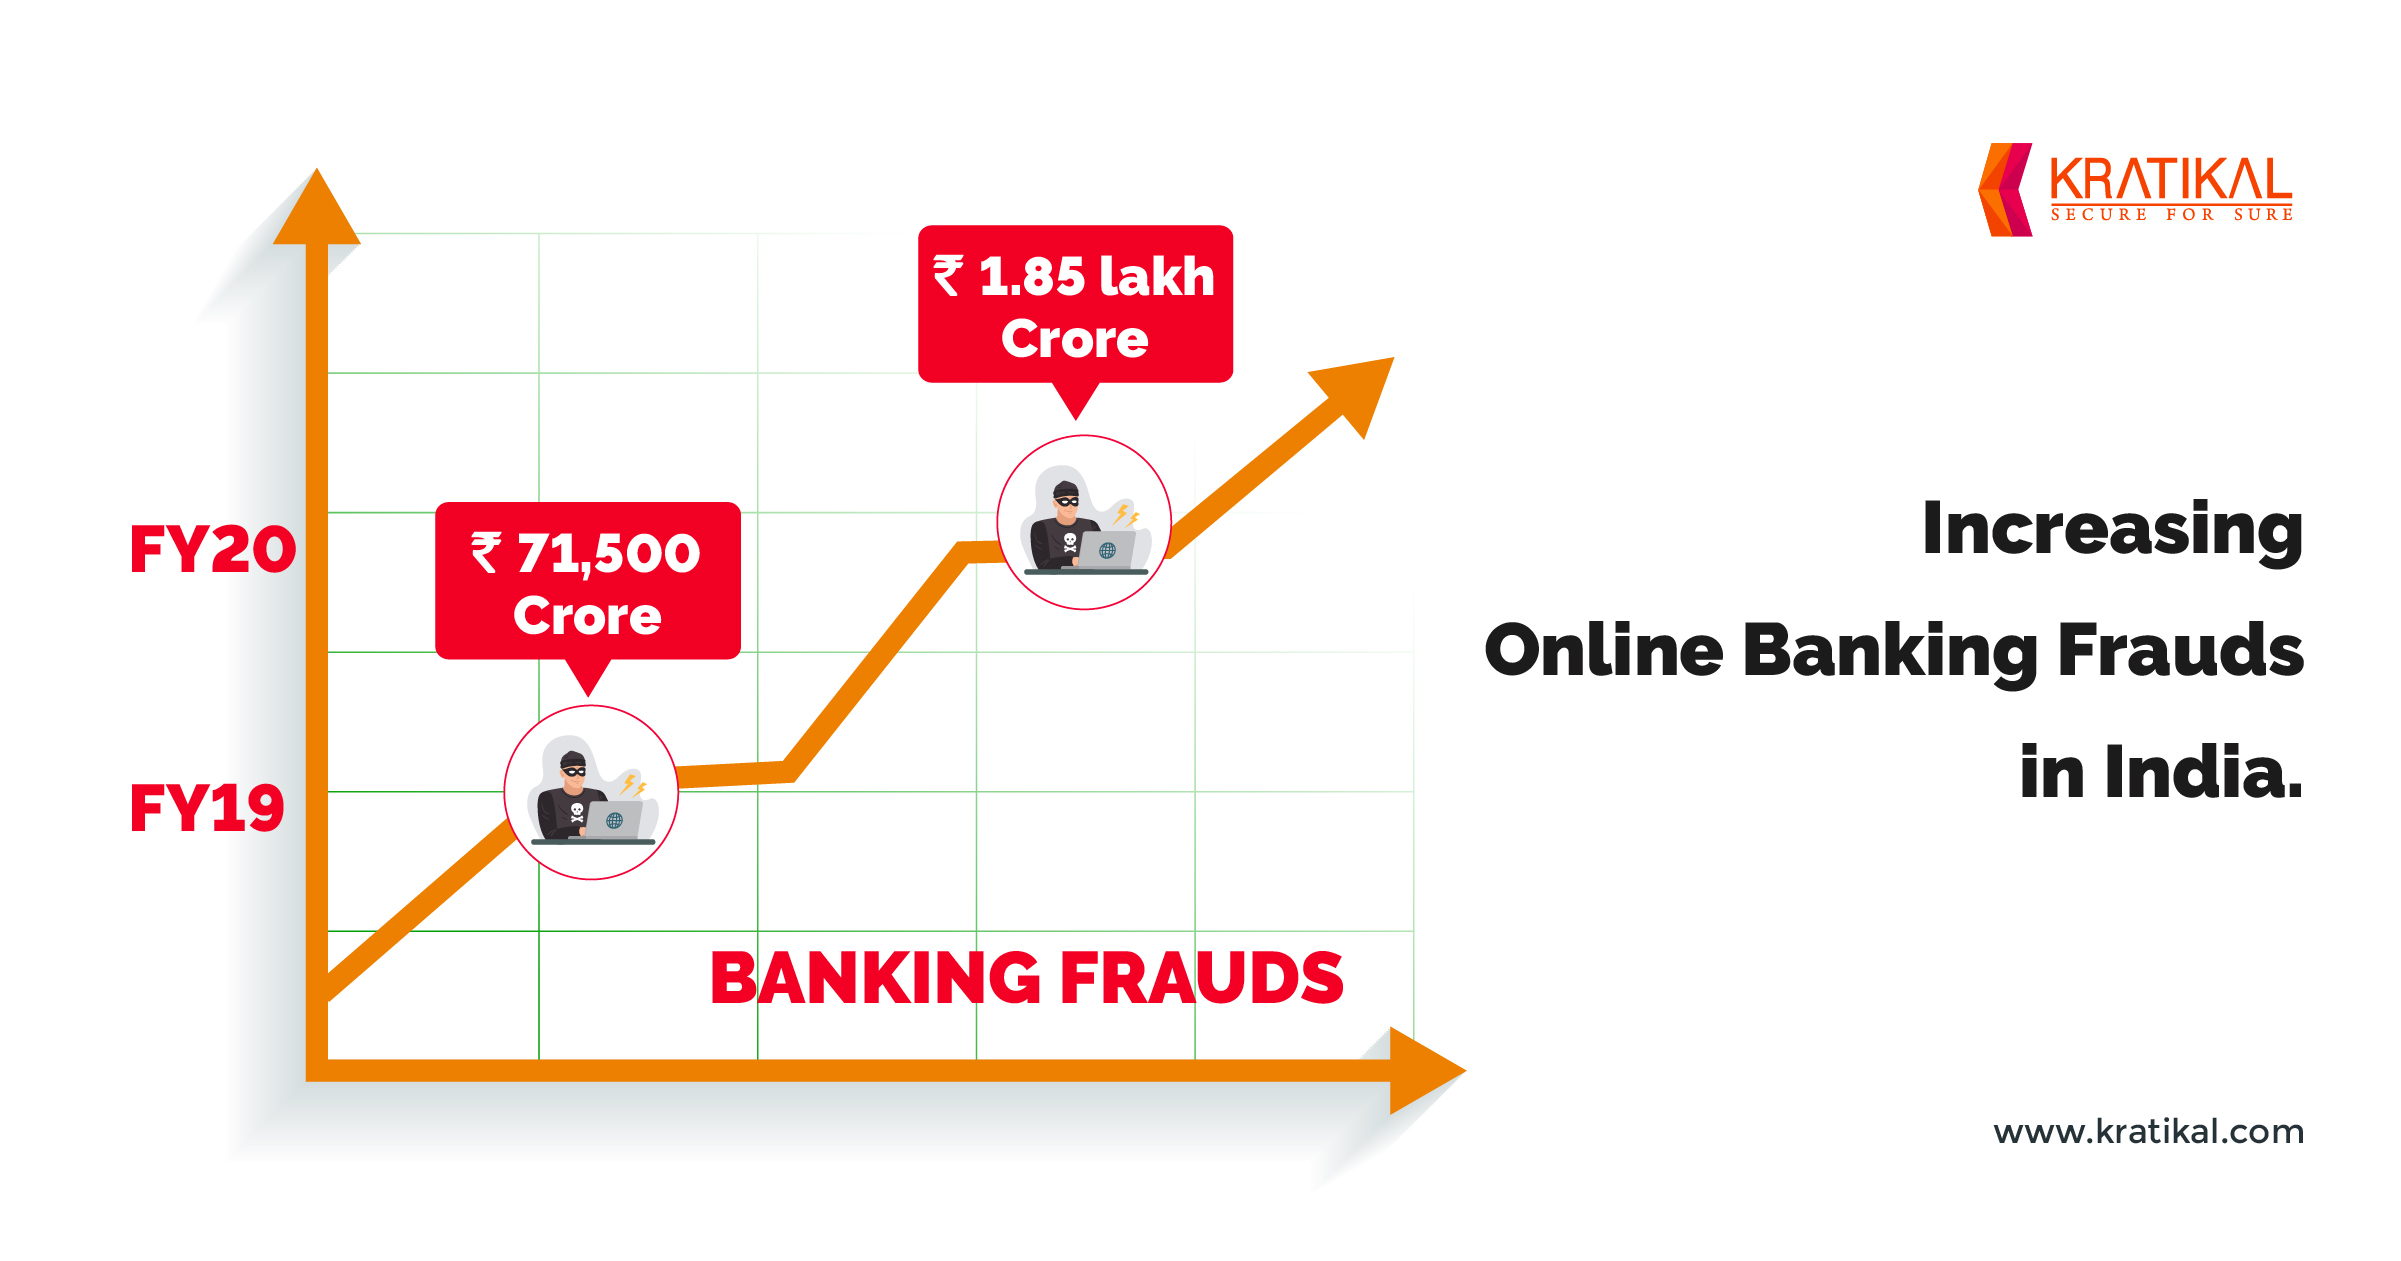 KRATIKAL
SECURE FOR SURE
₹ 1.85 lakh
Crore
FY20
₹ 71,500
Crore
FY19
BANKING FRAUDS
Increasing
Online Banking Frauds
in India.
www.kratikal.com